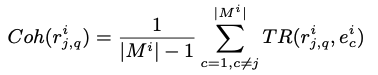 Coh(r^i_{j,q}) = \frac{1}{|M^i| - 1} \sum_{c=1, c \neq j}^{|M^i|} TR(r^i_{j,q}, e^i_c)